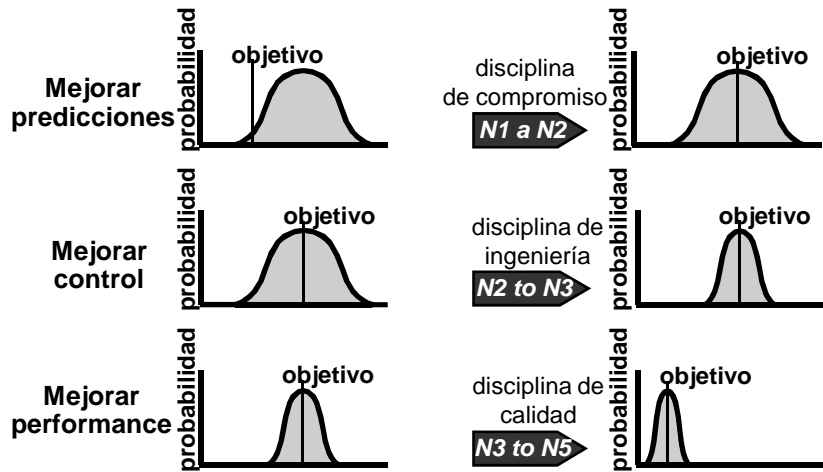 Mejorar
predicciones
probabilidad
objetivo
disciplina
de compromiso
N1 a N2
probabilidad
objetivo
Mejorar
control
probabilidad
objetivo
disciplina de
ingeniería
N2 to N3
probabilidad
objetivo
Mejorar
performance
probabilidad
objetivo
disciplina de
calidad
N3 to N5
probabilidad
objetivo